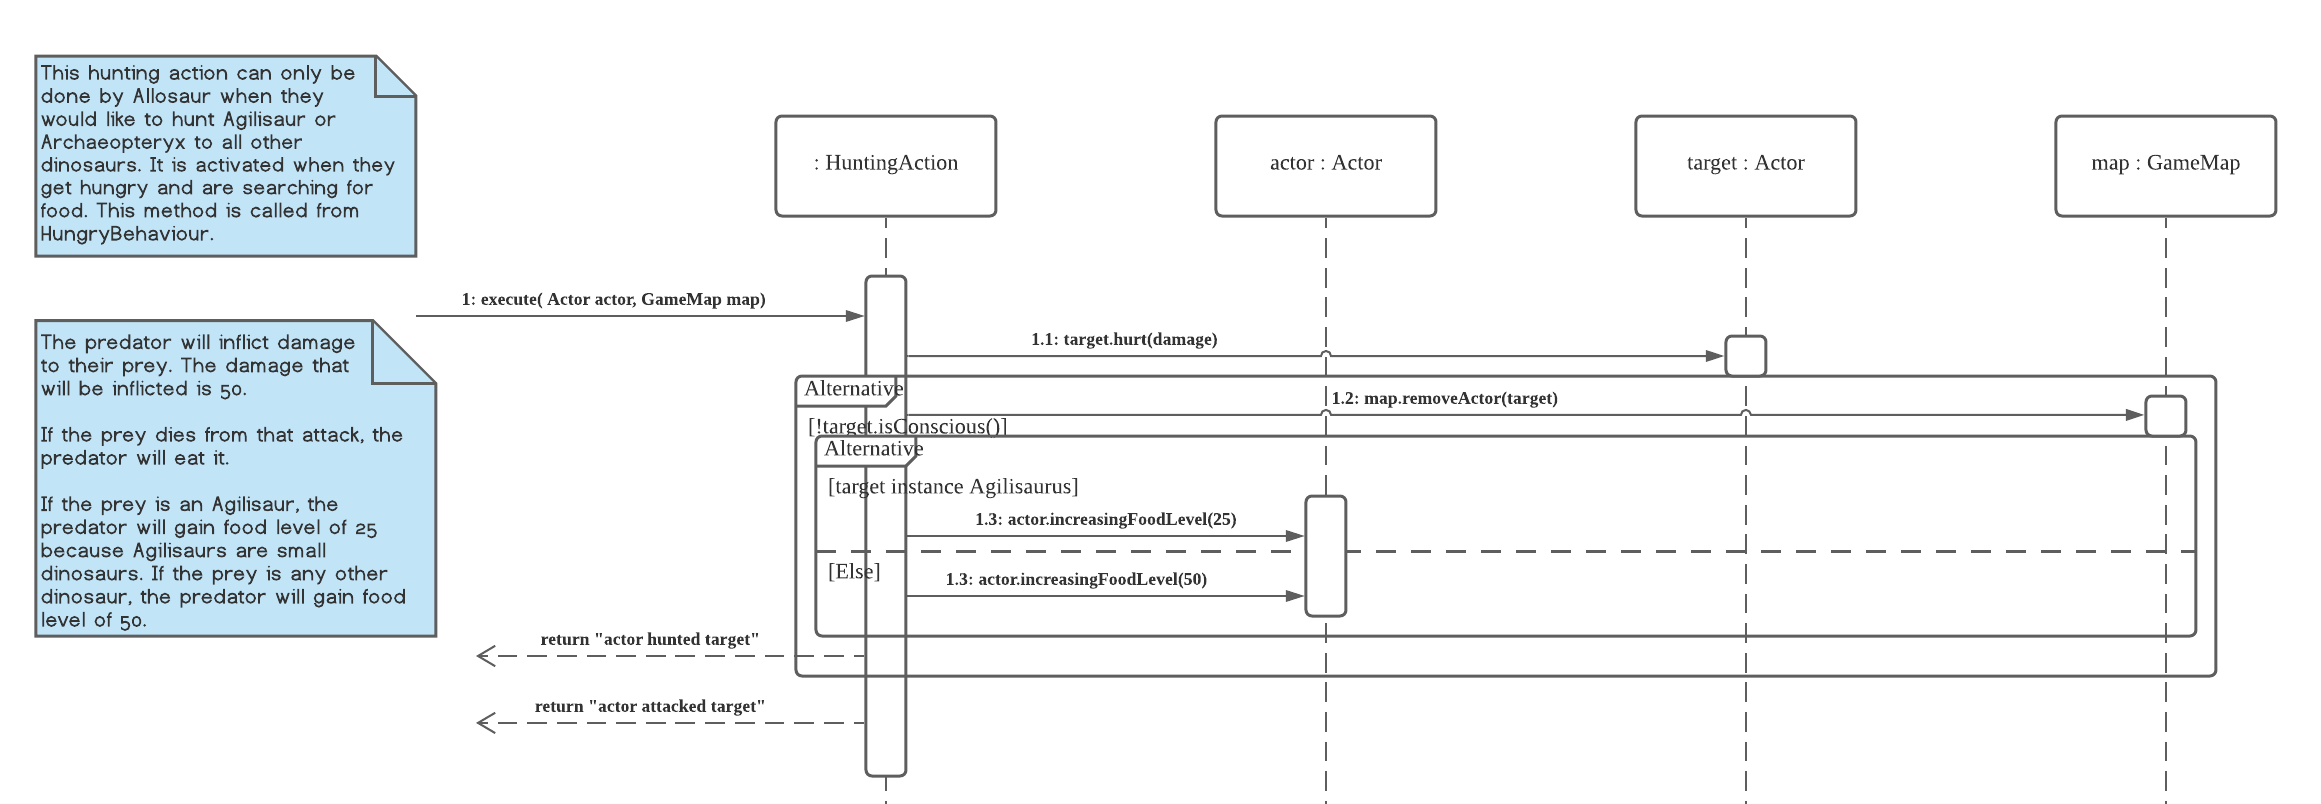 This hunting action can only be
done by Allosaur when they
would like to hunt Agilisaur or
Archaeopteryx to all other
dinosaurs. It is activated when they
get hungry and are searching for
food. This method is called from
HungryBehaviour.
: HuntingAction
actor : Actor
target : Actor
map : GameMap
1: execute( Actor actor, GameMap map)
The predator will inflict damage
to their prey. The damage that
will be inflicted is 50.
If the prey dies from that attack, the
predator will eat it.
If the prey is an Agilisaur, the
predator will gain food level of 25
because Agilisaurs are small
dinosaurs. If the prey is any other
dinosaur, the predator will gain food
level of 50.
1.1: target.hurt(damage)
Alternative
1.2: map.removeActor(target)
[!target.isConscious()]
Alternative
[target instance Agilisaurus]
1.3: actor.increasingFoodLevel(25)
[Else]
1.3: actor.increasingFoodLevel(50)
return "actor hunted target"
return "actor attacked target"